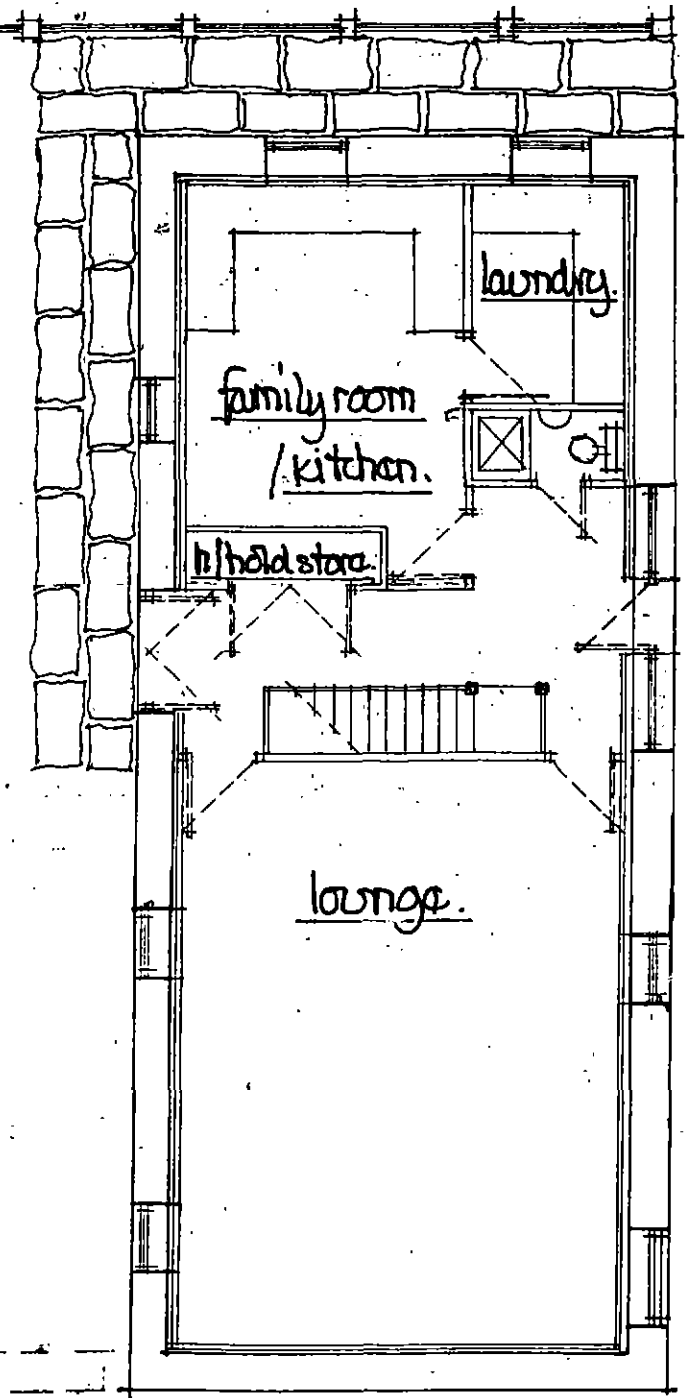 laundry.
family room
/kitchen.
h/hold store.
lounge.